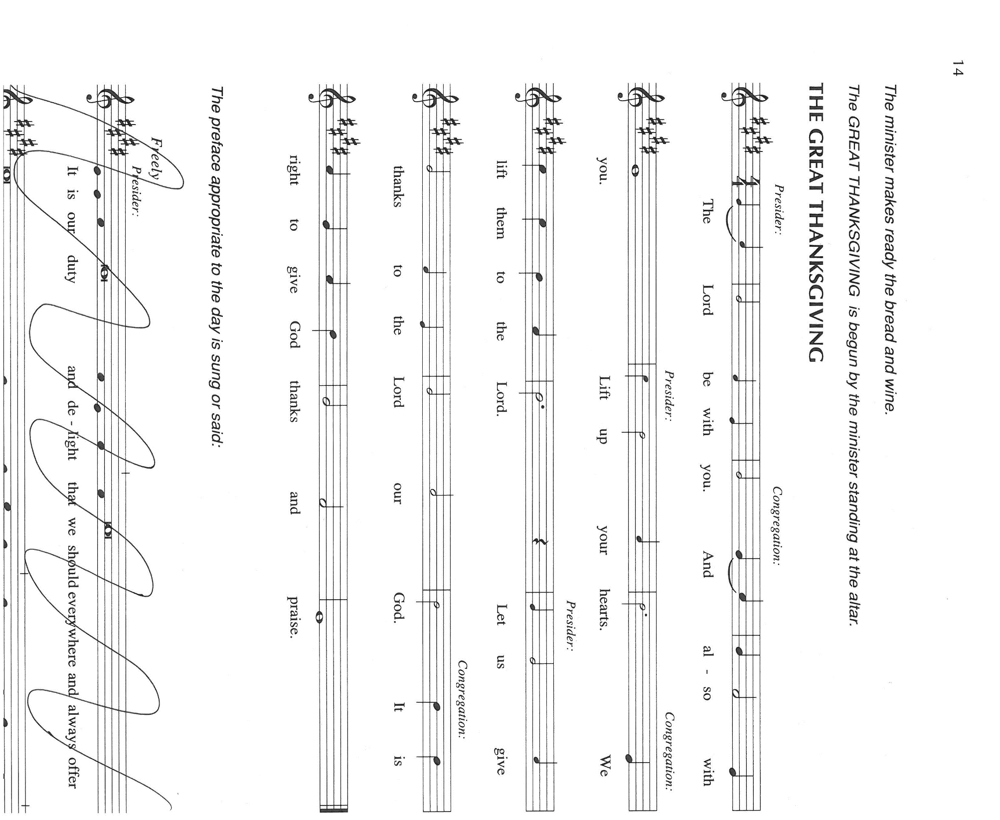 14
The minister makes ready the bread and wine.
The GREAT THANKSGIVING is begun by the minister standing at the altar.
THE GREAT THANKSGIVING
Presider: Congregation:
The Lord be with you. And al - so with
Presider: Congregation:
you. Lift up your hearts. We
Presider:
lift them to the Lord. Let us give
Congregation:
thanks to the Lord our God. It is
right to give God thanks and praise.
The preface appropriate to the day is sung or said:
Freely
Presider:
It is our duty and de - light that we should everywhere and always offer